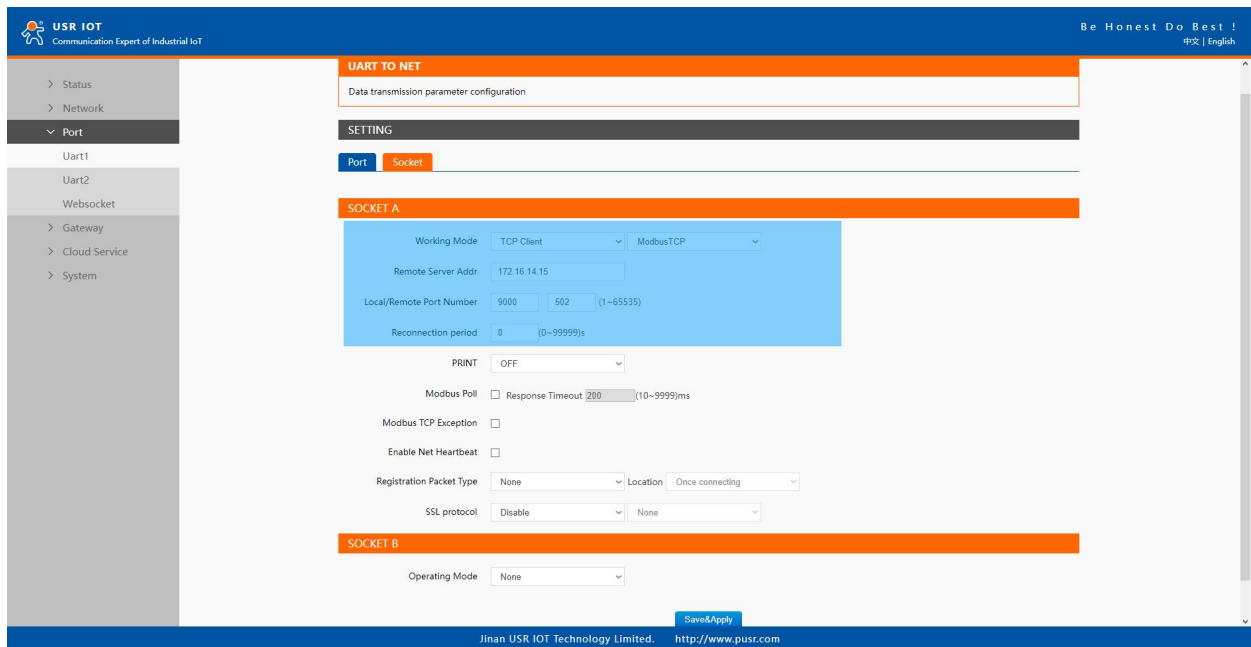 USR IOT
Communication Expert of Industrial IoT
Be Honest Do Best !
中文 | English
Status
Network
Port
Uart1
Uart2
Websocket
Gateway
Cloud Service
System
UART TO NET
Data transmission parameter configuration
SETTING
Port Socket
SOCKET A
Working Mode TCP Client ModbusTCP
Remote Server Addr 172.16.14.15
Local/Remote Port Number 9000 502 (1~65535)
Reconnection period 0 (0~99999)s
PRINT OFF
Modbus Poll Response Timeout 200 (10~9999)ms
Modbus TCP Exception
Enable Net Heartbeat
Registration Packet Type None Location Once connecting
SSL protocol Disable None
SOCKET B
Operating Mode None
Save&Apply
Jinan USR IOT Technology Limited. http://www.pusr.com